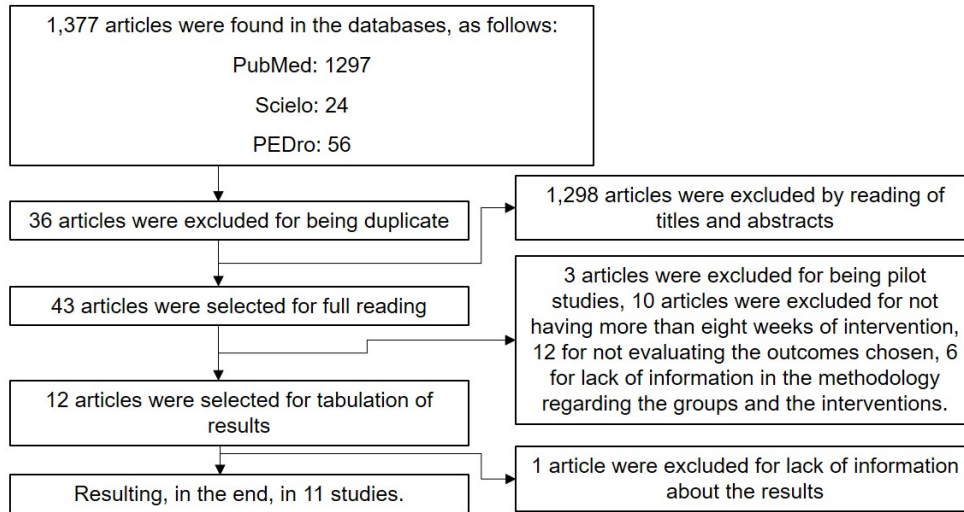 1,377 articles were found in the databases, as follows:
PubMed: 1297
Scielo: 24
PEDro: 56
36 articles were excluded for being duplicate
1,298 articles were excluded by reading of
titles and abstracts
43 articles were selected for full reading
3 articles were excluded for being pilot
studies, 10 articles were excluded for not
having more than eight weeks of intervention,
12 for not evaluating the outcomes chosen, 6
for lack of information in the methodology
regarding the groups and the interventions.
12 articles were selected for tabulation of
results
1 article were excluded for lack of information
about the results
Resulting, in the end, in 11 studies.